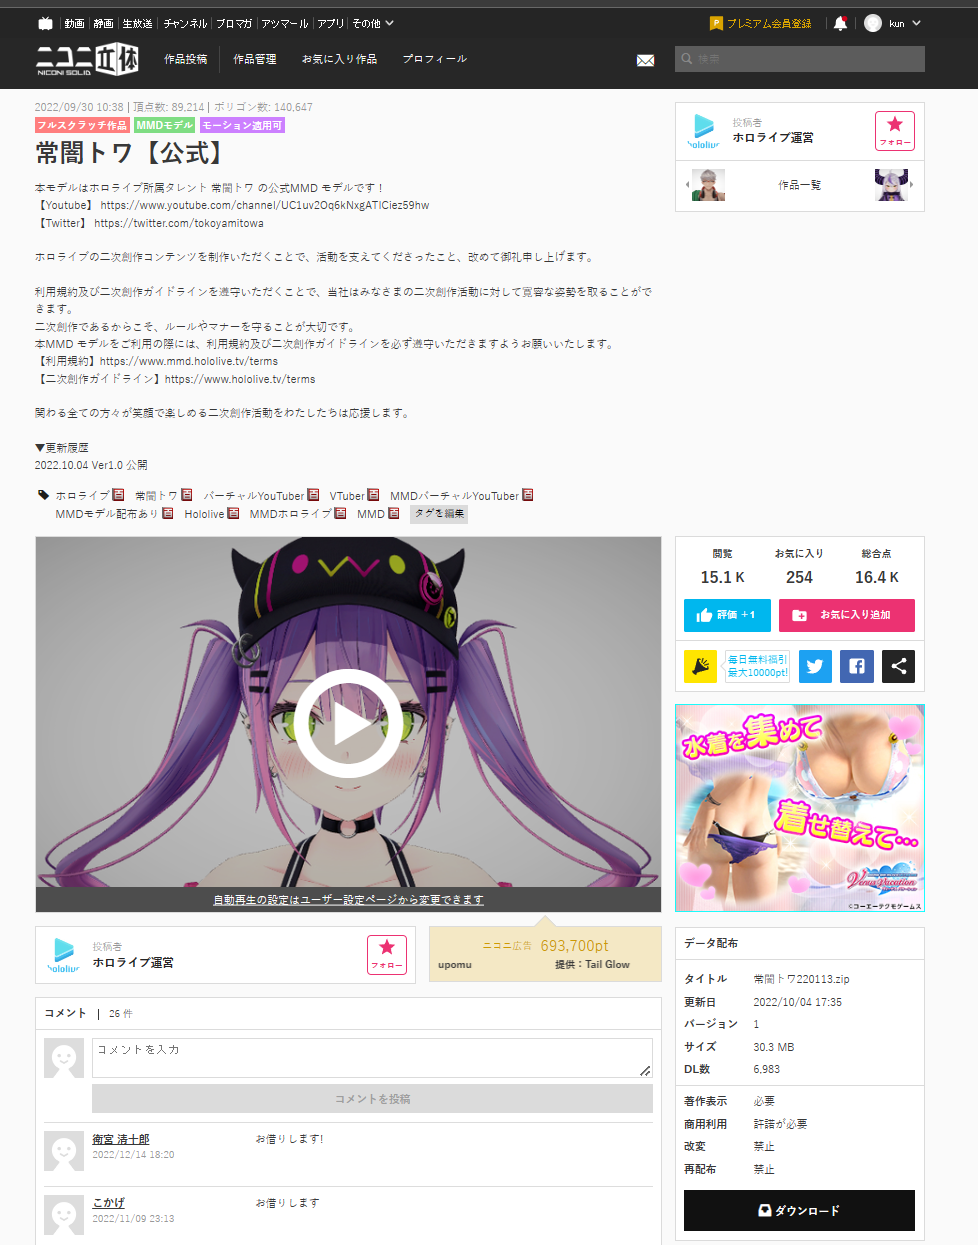 動画 静画 生放送 チャンネル ブロマガ アツマール アプリ その他
プレミアム会員登録
kun
ニコニ立体
NICONI SOLID
作品投稿 作品管理 お気に入り作品 プロフィール
検索
2022/09/30 10:38 | 頂点数: 89,214 | ポリゴン数: 140,647
フルスクラッチ作品 MMDモデル モーション適用可
常闇トワ【公式】
本モデルはホロライブ所属タレント 常闇トワ の公式MMD モデルです！
【Youtube】 https://www.youtube.com/channel/UC1uv2Oq6kNxgATICiez59hw
【Twitter】 https://twitter.com/tokoyamitowa
ホロライブの二次創作コンテンツを制作いただくことで、活動を支えてくださったこと、改めて御礼申し上げます。
利用規約及び二次創作ガイドラインを遵守いただくことで、当社はみなさまの二次創作活動に対して寛容な姿勢を取ることがで
きます。
二次創作であるからこそ、ルールやマナーを守ることが大切です。
本MMD モデルをご利用の際には、利用規約及び二次創作ガイドラインを必ず遵守いただきますようお願いいたします。
【利用規約】https://www.mmd.hololive.tv/terms
【二次創作ガイドライン】https://www.hololive.tv/terms
関わる全ての方々が笑顔で楽しめる二次創作活動をわたしたちは応援します。
▼更新履歴
2022.10.04 Ver1.0 公開
ホロライブ 常闇トワ バーチャルYouTuber VTuber MMDバーチャルYouTuber
MMDモデル配布あり Hololive MMDホロライブ MMD タグを編集
投稿者
ホロライブ運営
hololive
フォロー
作品一覧
自動再生の設定はユーザー設定ページから変更できます
閲覧 お気に入り 総合点
15.1 K 254 16.4 K
評価 +1
お気に入り追加
毎日無料福引
最大10000pt!
水着を集めて
着せ替えて…
Venus Vacation
©コーエーテクモゲームス
投稿者
ホロライブ運営
hololive
フォロー
ニコニ広告 693,700pt
upomu 提供：Tail Glow
コメント | 26 件
コメントを入力
コメントを投稿
衛宮 清十郎 お借りします!
2022/12/14 18:20
こかげ お借りします
2022/11/09 23:13
データ配布
タイトル 常闇トワ220113.zip
更新日 2022/10/04 17:35
バージョン 1
サイズ 30.3 MB
DL数 6,983
著作表示 必要
商用利用 許諾が必要
改変 禁止
再配布 禁止
ダウンロード